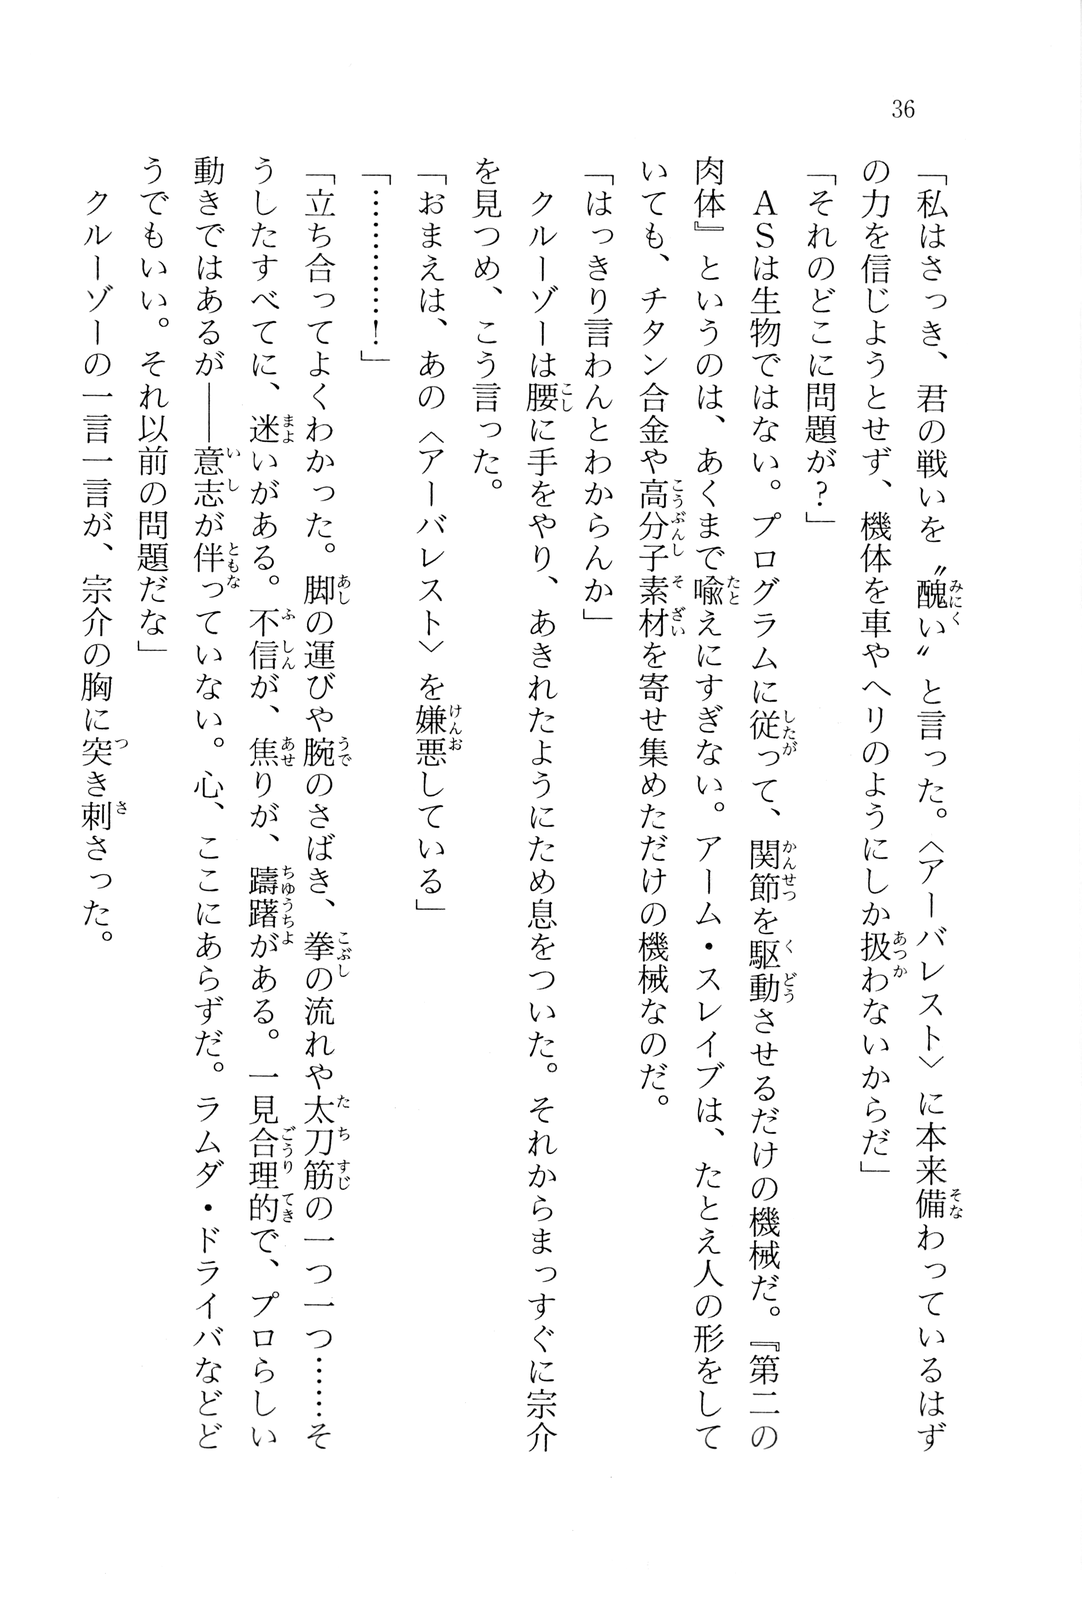 36
「私はさっき、君の戦いを〝醜い〟と言った。〈アーバレスト〉に本来備わっているはず
の力を信じようとせず、機体を車やヘリのようにしか扱わないからだ」
「それのどこに問題が？」
　ＡＳは生物ではない。プログラムに従って、関節を駆動させるだけの機械だ。『第二の
肉体』というのは、あくまで喩えにすぎない。アーム・スレイブは、たとえ人の形をして
いても、チタン合金や高分子素材を寄せ集めただけの機械なのだ。
「はっきり言わんとわからんか」
　クルーゾーは腰に手をやり、あきれたようにため息をついた。それからまっすぐに宗介
を見つめ、こう言った。
「おまえは、あの〈アーバレスト〉を嫌悪している」
「…………！」
「立ち合ってよくわかった。脚の運びや腕のさばき、拳の流れや太刀筋の一つ一つ……そ
うしたすべてに、迷いがある。不信が、焦りが、躊躇がある。一見合理的で、プロらしい
動きではあるが――意志が伴っていない。心、ここにあらずだ。ラムダ・ドライバなどど
うでもいい。それ以前の問題だな」
　クルーゾーの一言一言が、宗介の胸に突き刺さった。